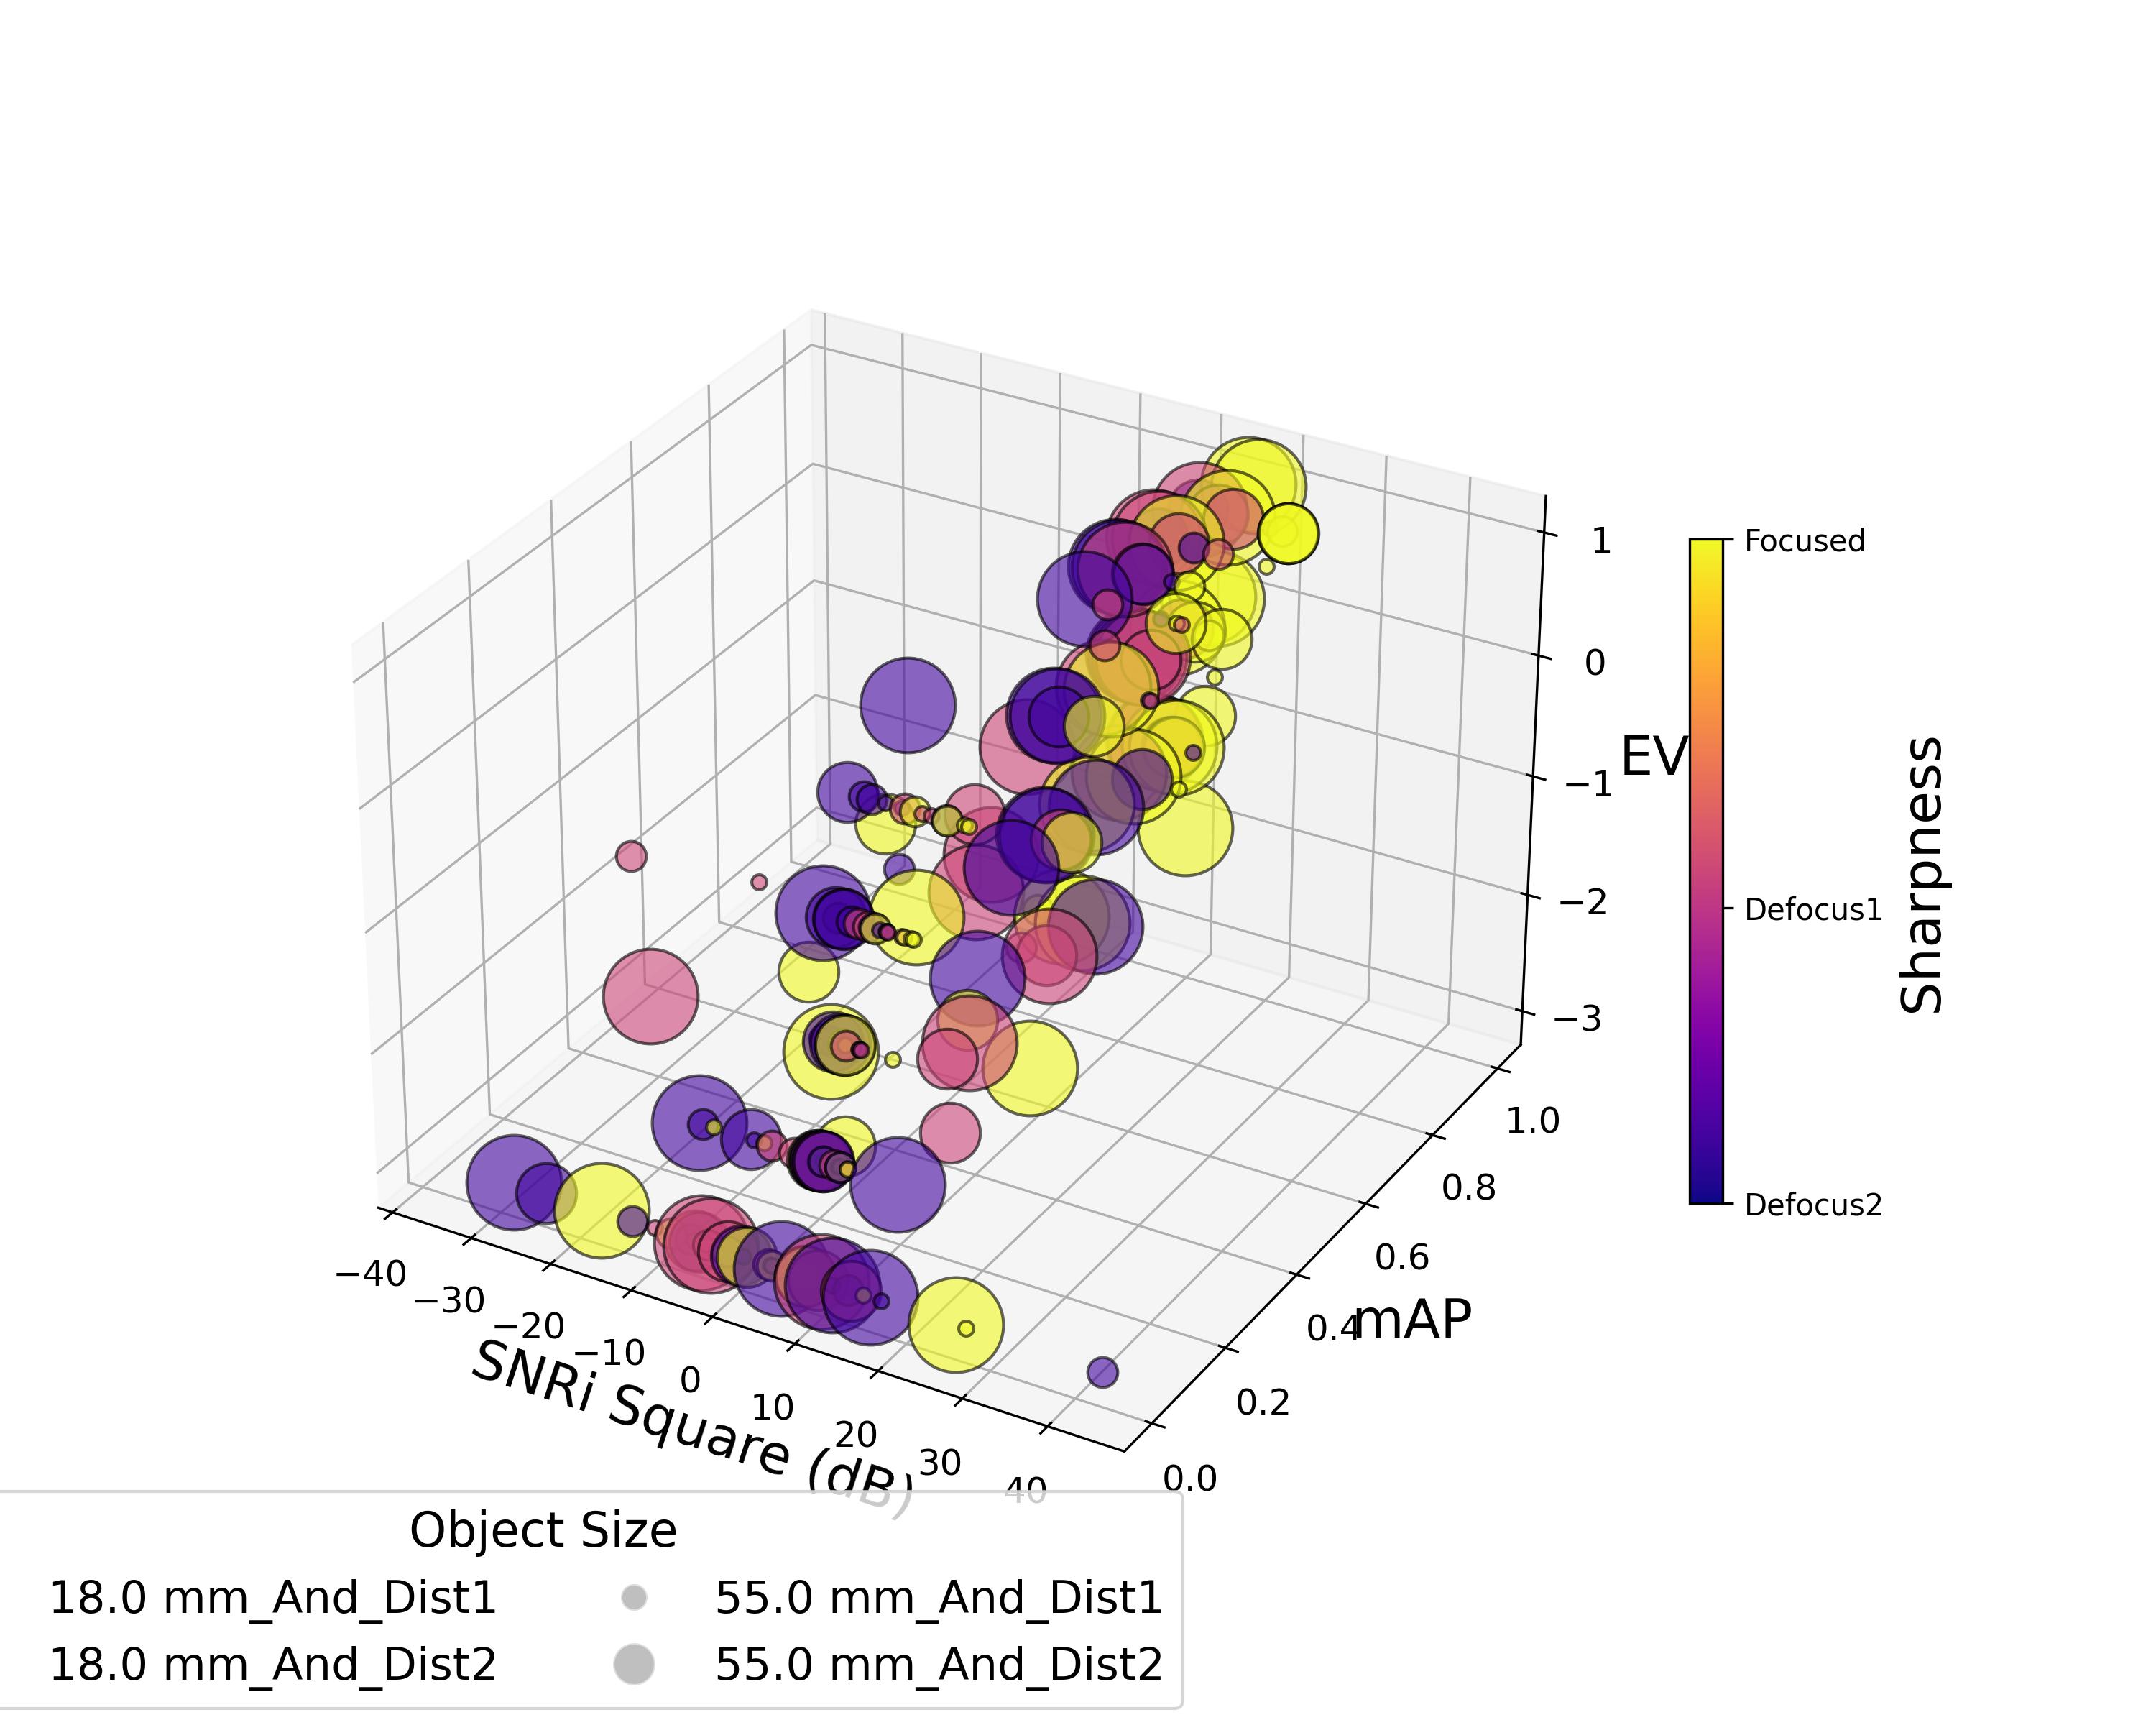 1
0
−1
−2
−3
EV
Focused
Defocus1
Defocus2
Sharpness
1.0
0.8
0.6
0.4
0.2
0.0
mAP
−40
−30
−20
−10
0
10
20
30
40
SNRi Square (dB)
Object Size
18.0 mm_And_Dist1 55.0 mm_And_Dist1
18.0 mm_And_Dist2 55.0 mm_And_Dist2